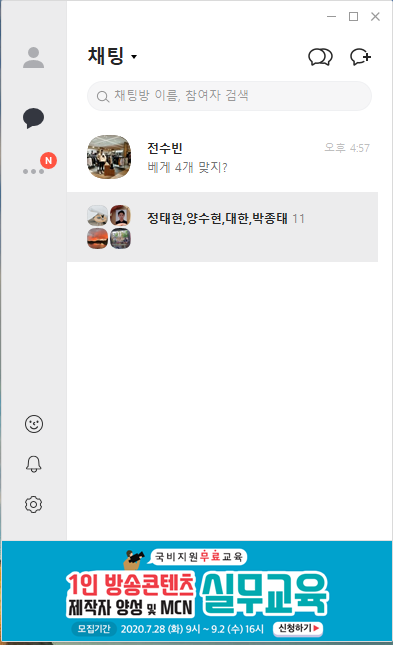 채팅
채팅방 이름, 참여자 검색
N
전수빈 오후 4:57
베게 4개 맞지?
정태현,양수현,대한,박종태 11
국비지원무료교육
1인 방송콘텐츠
제작자 양성 및 MCN
실무교육
모집기간 2020.7.28 (화) 9시 ~ 9.2 (수) 16시 신청하기